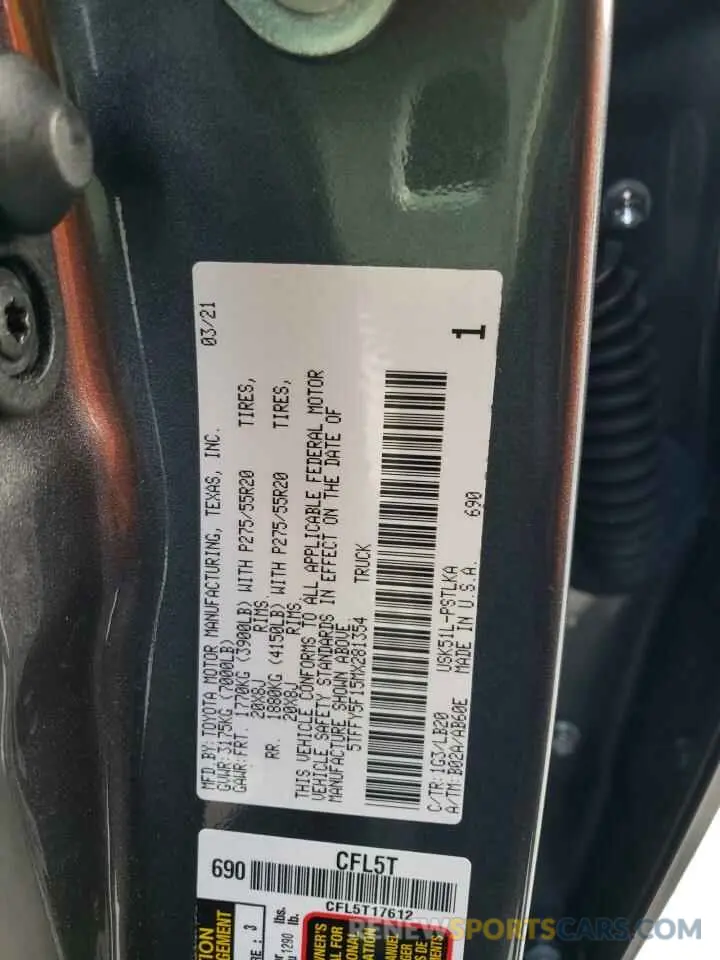 03/21
MFD BY: TOYOTA MOTOR MANUFACTURING, TEXAS, INC.
GVWR: 3175KG (7000LB)
GAWR: FRT. 1770KG (3900LB) WITH P275/55R20 TIRES,
20X8J RIMS
RR. 1880KG (4150LB) WITH P275/55R20 TIRES,
20X8J RIMS
THIS VEHICLE CONFORMS TO ALL APPLICABLE FEDERAL MOTOR
VEHICLE SAFETY STANDARDS IN EFFECT ON THE DATE OF
MANUFACTURE SHOWN ABOVE.
5TFFY5F15MX281354 TRUCK
C/TR: 1G3/LB20 USK51L-PSTLKA 690
A/TM: B02A/AB60E MADE IN U.S.A.
1
690 CFL5T
CFL5T17612
1290 lbs.
lb.
RENEWSPORTSCARS.COM